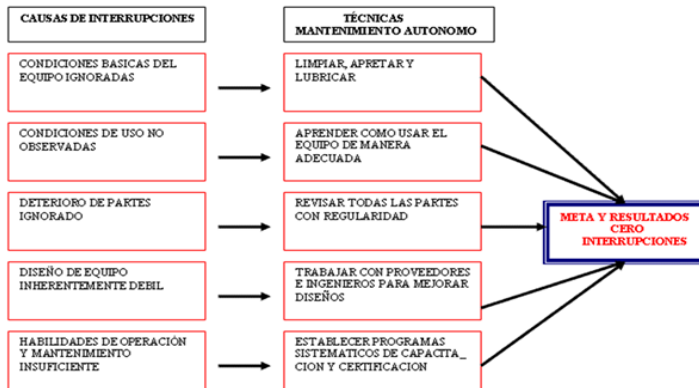 CAUSAS DE INTERRUPCIONES
TÉCNICAS
MANTENIMIENTO AUTONOMO
CONDICIONES BASICAS DEL
EQUIPO IGNORADAS
LIMPIAR, APRETAR Y
LUBRICAR
CONDICIONES DE USO NO
OBSERVADAS
APRENDER COMO USAR EL
EQUIPO DE MANERA
ADECUADA
DETERIORO DE PARTES
IGNORADO
REVISAR TODAS LAS PARTES
CON REGULARIDAD
META Y RESULTADOS
CERO
INTERRUPCIONES
DISEÑO DE EQUIPO
INHERENTEMENTE DEBIL
TRABAJAR CON PROVEEDORES
E INGENIEROS PARA MEJORAR
DISEÑOS
HABILIDADES DE OPERACIÓN
Y MANTENIMIENTO
INSUFICIENTE
ESTABLECER PROGRAMAS
SISTEMATICOS DE CAPACITA_
CION Y CERTIFICACION